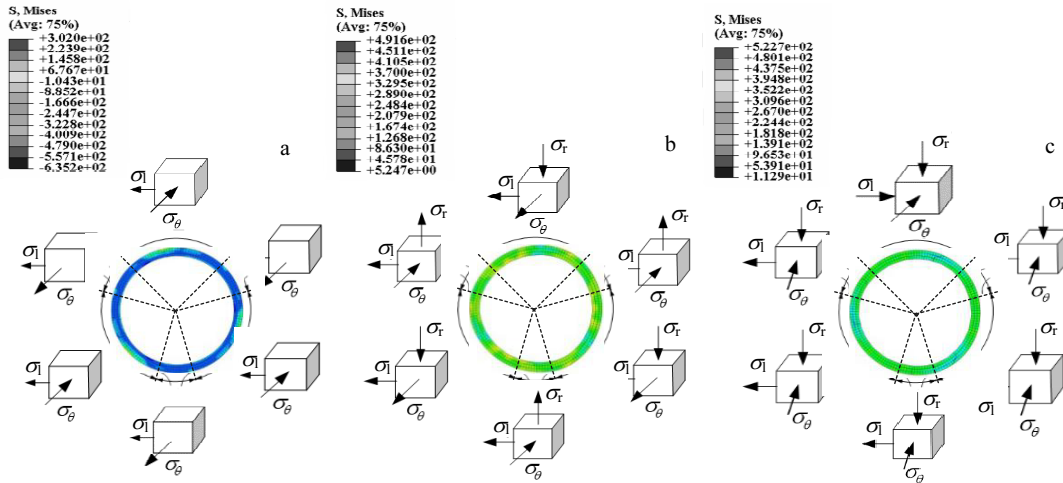 S, Mises
(Avg: 75%)
+3.020e+02
+2.239e+02
+1.458e+02
+6.767e+01
-1.043e+01
-8.852e+01
-1.666e+02
-2.447e+02
-3.228e+02
-4.009e+02
-4.790e+02
-5.571e+02
-6.352e+02
a
σl
σθ
σl
σθ
σθ
σl
σθ
σl
σθ
σl
σθ
S, Mises
(Avg: 75%)
+4.916e+02
+4.511e+02
+4.105e+02
+3.700e+02
+3.295e+02
+2.890e+02
+2.484e+02
+2.079e+02
+1.674e+02
+1.268e+02
+8.630e+01
+4.578e+01
+5.247e+00
b
σr
σl
σθ
σr
σl
σθ
σr
σl
σθ
σr
σl
σθ
σr
σl
σθ
σr
σl
σθ
S, Mises
(Avg: 75%)
+5.227e+02
+4.801e+02
+4.375e+02
+3.948e+02
+3.522e+02
+3.096e+02
+2.670e+02
+2.244e+02
+1.818e+02
+1.391e+02
+9.653e+01
+5.391e+01
+1.129e+01
c
σr
σl
σθ
σr
σl
σθ
σr
σl
σθ
σr
σl
σθ
σr
σl
σθ
σr
σl
σθ